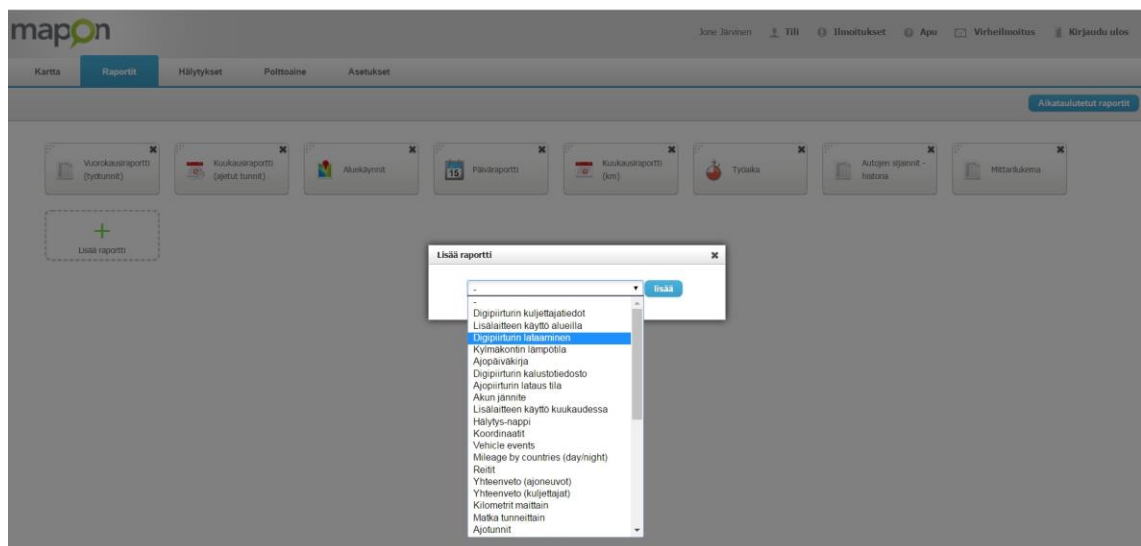 mapon
Jone Järvinen Tili Ilmoitukset Apu Virheilmoitus Kirjaudu ulos
Kartta Raportit Hälytykset Polttoaine Asetukset
Aikataulutetut raportit
Vuorokausiraportti
(työtunnit)
Kuukausiraportti
(ajetut tunnit)
Aluekäynnit
15
Päiväraportti
Kuukausiraportti
(km)
Työaika
Autojen sijainnit -
historia
Mittarilukema
Lisää raportti
Lisää raportti
-
lisää
-
Digipiirturin kuljettajatiedot
Lisälaitteen käyttö alueilla
Digipiirturin lataaminen
Kylmäkontin lämpötila
Ajopäiväkirja
Digipiirturin kalustotiedosto
Ajopiirturin lataus tila
Akun jännite
Lisälaitteen käyttö kuukaudessa
Hälytys-nappi
Koordinaatit
Vehicle events
Mileage by countries (day/night)
Reitit
Yhteenveto (ajoneuvot)
Yhteenveto (kuljettajat)
Kilometrit maittain
Matka tunneittain
Ajotunnit